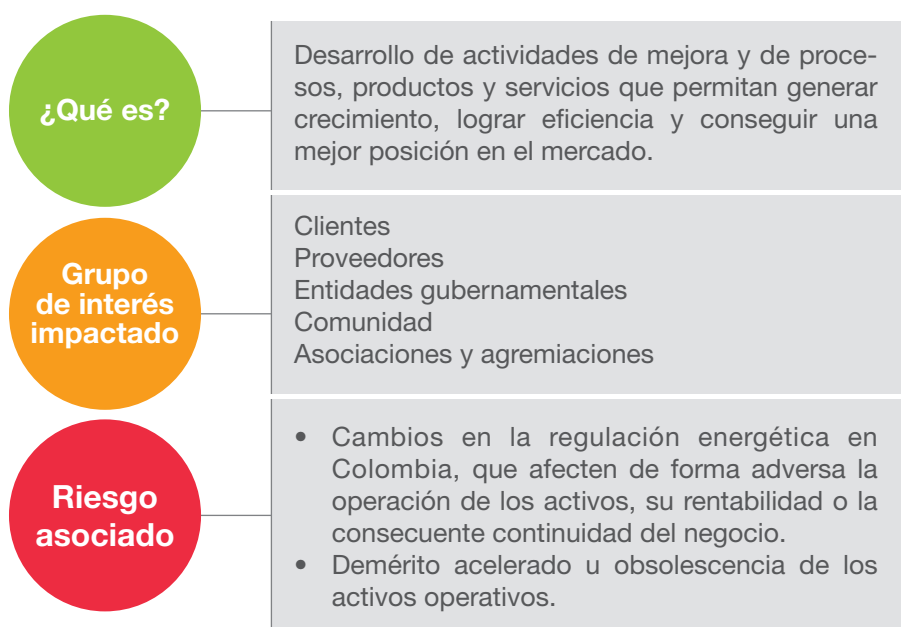 ¿Qué es?
Desarrollo de actividades de mejora y de proce-
sos, productos y servicios que permitan generar
crecimiento, lograr eficiencia y conseguir una
mejor posición en el mercado.
Grupo
de interés
impactado
Clientes
Proveedores
Entidades gubernamentales
Comunidad
Asociaciones y agremiaciones
Riesgo
asociado
• Cambios en la regulación energética en
Colombia, que afecten de forma adversa la
operación de los activos, su rentabilidad o la
consecuente continuidad del negocio.
• Demérito acelerado u obsolescencia de los
activos operativos.